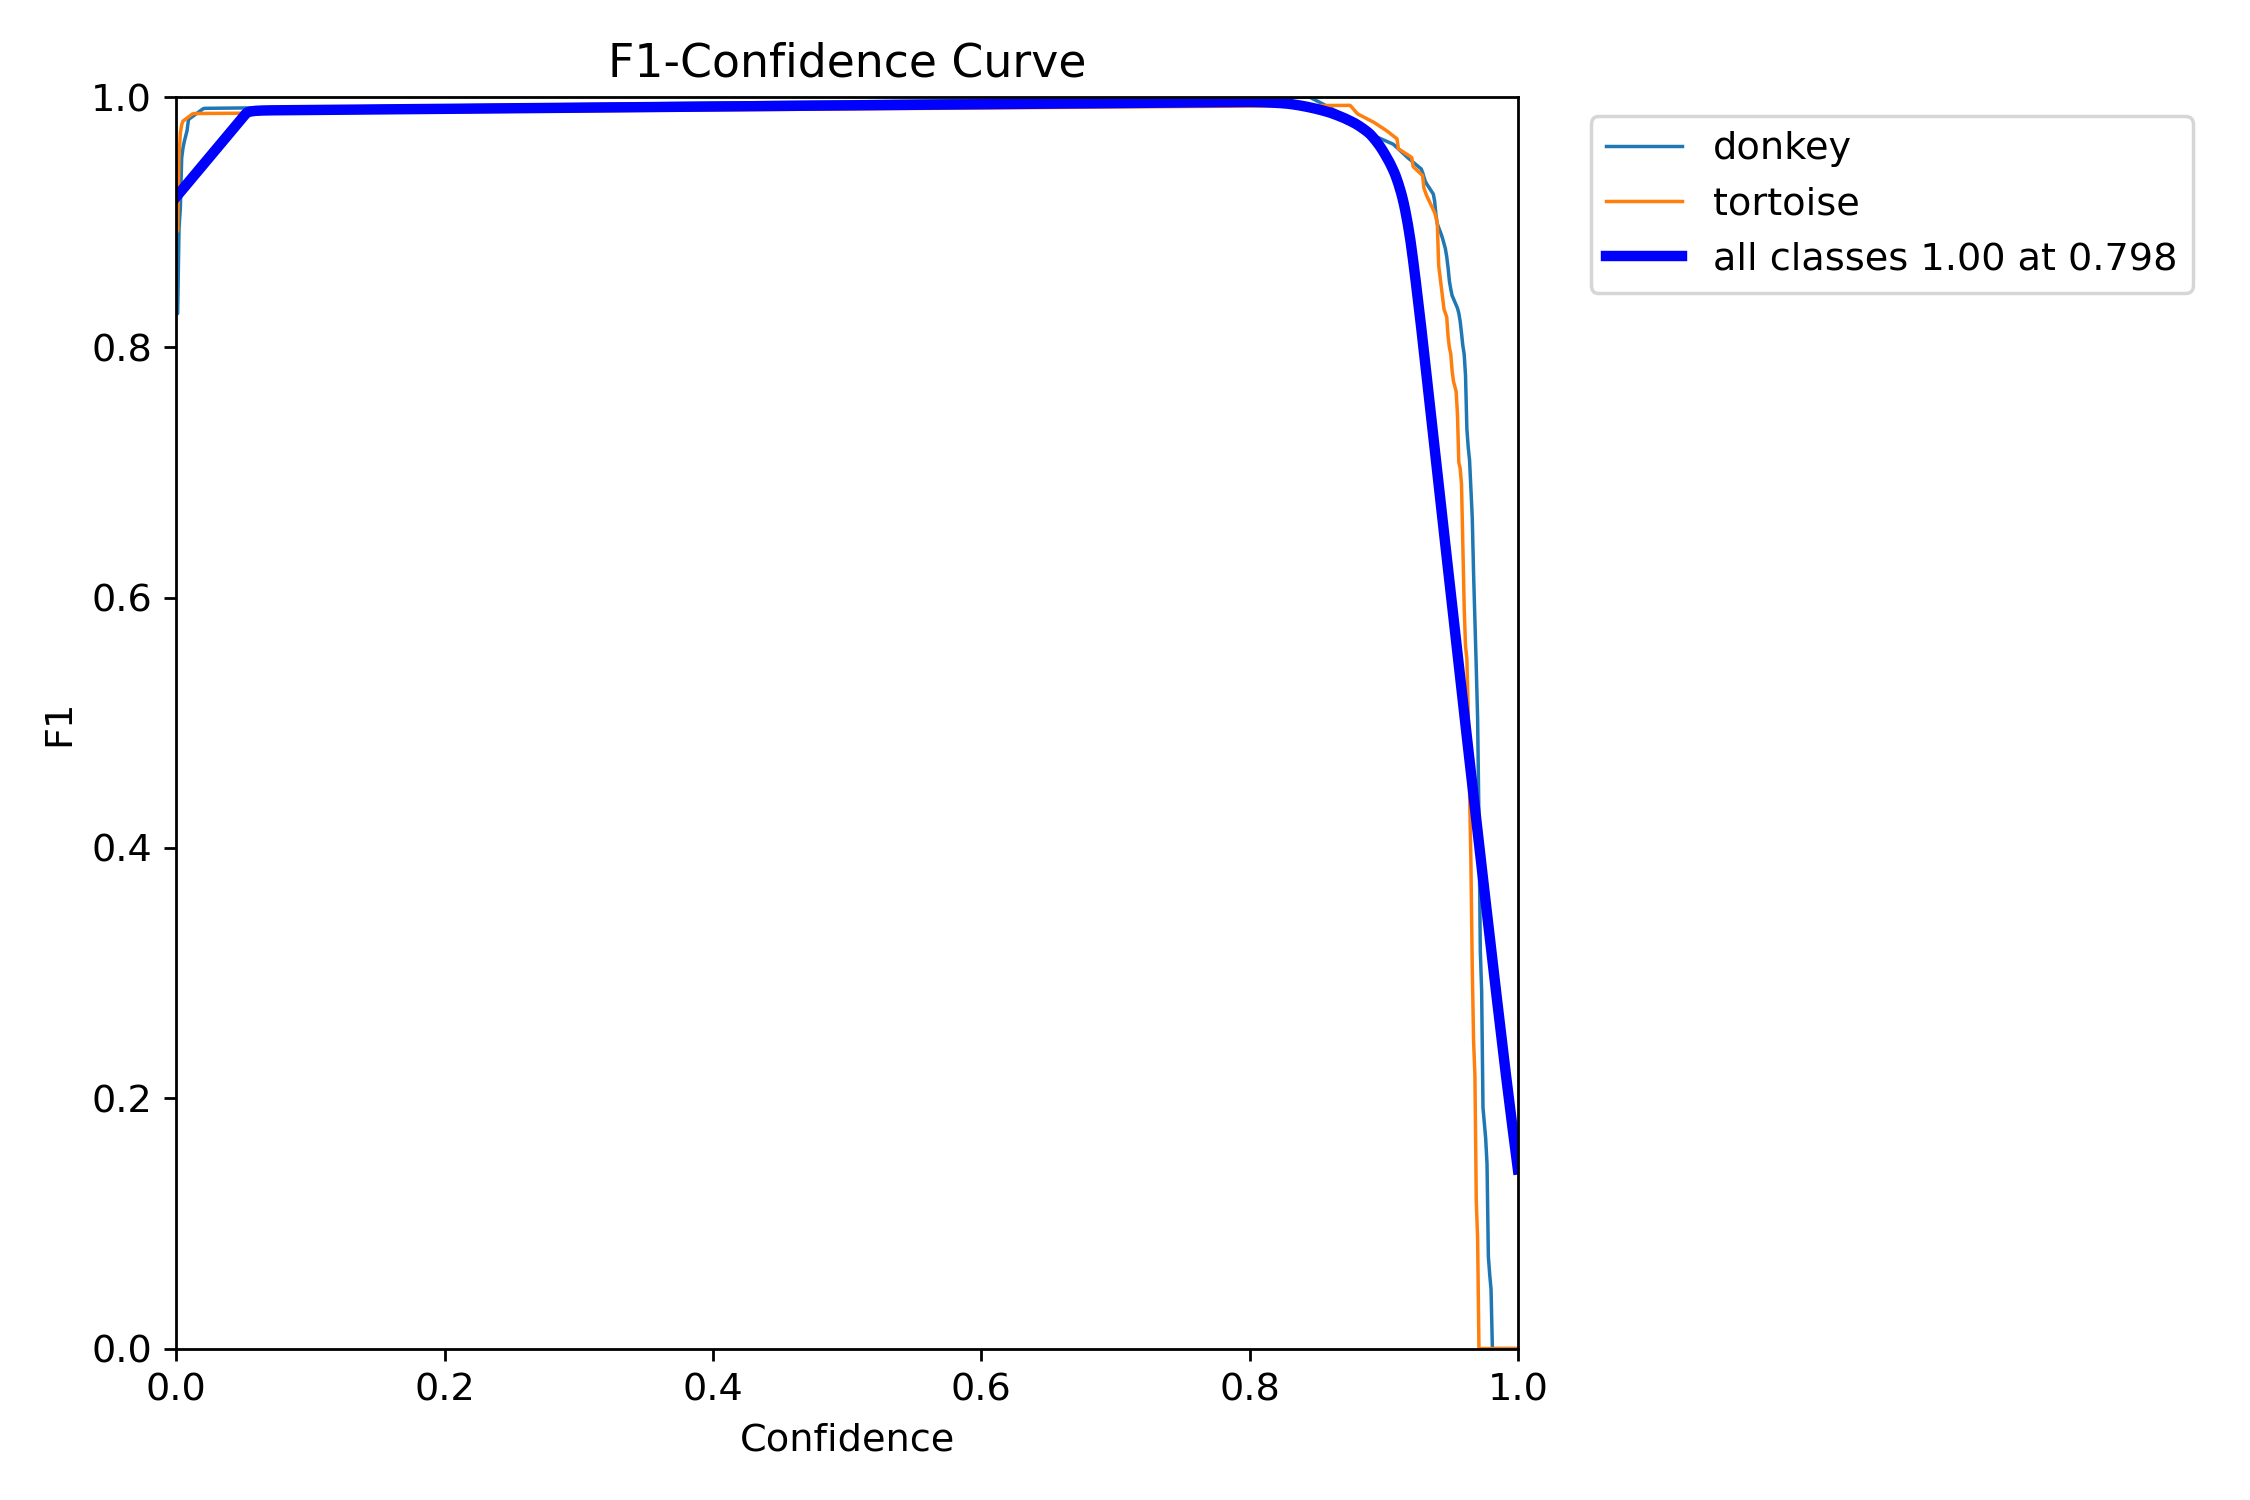 F1-Confidence Curve
1.0
0.8
0.6
0.4
0.2
0.0
F1
0.0 0.2 0.4 0.6 0.8 1.0
Confidence
donkey
tortoise
all classes 1.00 at 0.798